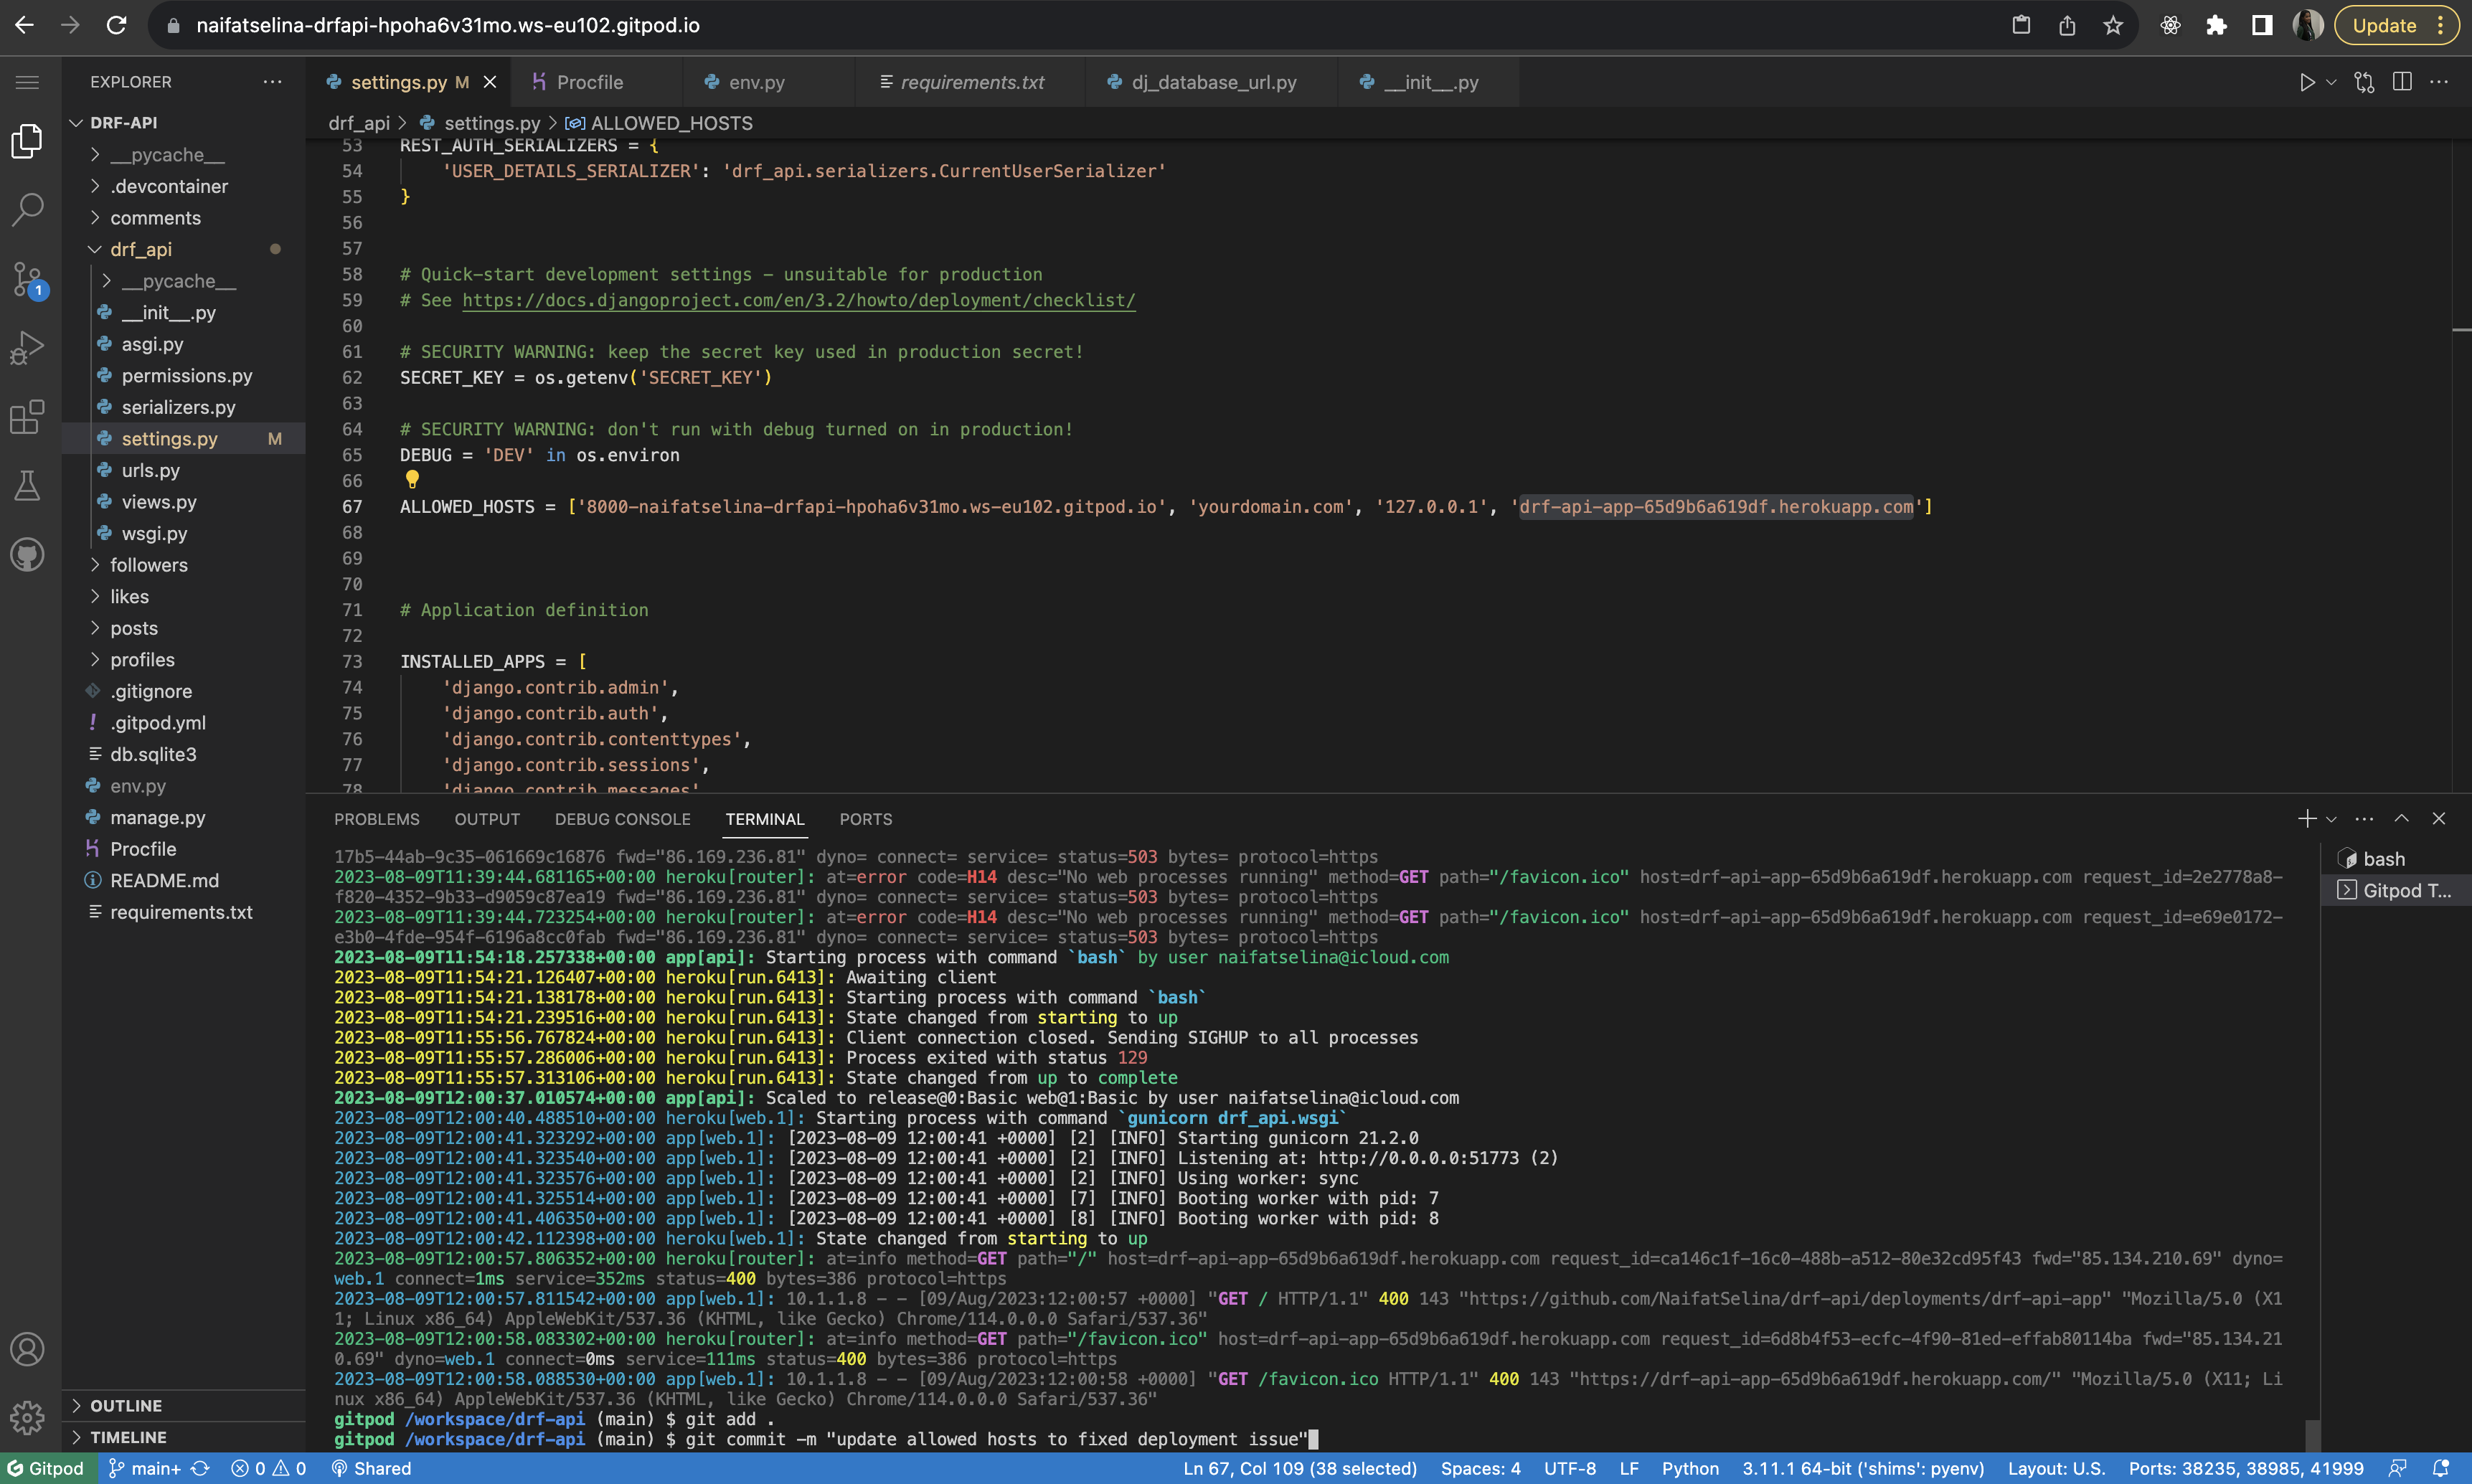 naifatselina-drfapi-hpoha6v31mo.ws-eu102.gitpod.io
Update
EXPLORER
settings.py M
Procfile
env.py
requirements.txt
dj_database_url.py
__init__.py
DRF-API
__pycache__
.devcontainer
comments
drf_api
__pycache__
__init__.py
asgi.py
permissions.py
serializers.py
settings.py M
urls.py
views.py
wsgi.py
followers
likes
posts
profiles
.gitignore
.gitpod.yml
db.sqlite3
env.py
manage.py
Procfile
README.md
requirements.txt
OUTLINE
TIMELINE
1
drf_api > settings.py > ALLOWED_HOSTS
53 REST_AUTH_SERIALIZERS = {
54 'USER_DETAILS_SERIALIZER': 'drf_api.serializers.CurrentUserSerializer'
55 }
56
57
58 # Quick-start development settings - unsuitable for production
59 # See https://docs.djangoproject.com/en/3.2/howto/deployment/checklist/
60
61 # SECURITY WARNING: keep the secret key used in production secret!
62 SECRET_KEY = os.getenv('SECRET_KEY')
63
64 # SECURITY WARNING: don't run with debug turned on in production!
65 DEBUG = 'DEV' in os.environ
66
67 ALLOWED_HOSTS = ['8000-naifatselina-drfapi-hpoha6v31mo.ws-eu102.gitpod.io', 'yourdomain.com', '127.0.0.1', 'drf-api-app-65d9b6a619df.herokuapp.com']
68
69
70
71 # Application definition
72
73 INSTALLED_APPS = [
74 'django.contrib.admin',
75 'django.contrib.auth',
76 'django.contrib.contenttypes',
77 'django.contrib.sessions',
78 'django.contrib.messages'
PROBLEMS OUTPUT DEBUG CONSOLE TERMINAL PORTS
bash
Gitpod T...
17b5-44ab-9c35-061669c16876 fwd="86.169.236.81" dyno= connect= service= status=503 bytes= protocol=https
2023-08-09T11:39:44.681165+00:00 heroku[router]: at=error code=H14 desc="No web processes running" method=GET path="/favicon.ico" host=drf-api-app-65d9b6a619df.herokuapp.com request_id=2e2778a8-
f820-4352-9b33-d9059c87ea19 fwd="86.169.236.81" dyno= connect= service= status=503 bytes= protocol=https
2023-08-09T11:39:44.723254+00:00 heroku[router]: at=error code=H14 desc="No web processes running" method=GET path="/favicon.ico" host=drf-api-app-65d9b6a619df.herokuapp.com request_id=e69e0172-
e3b0-4fde-954f-6196a8cc0fab fwd="86.169.236.81" dyno= connect= service= status=503 bytes= protocol=https
2023-08-09T11:54:18.257338+00:00 app[api]: Starting process with command `bash` by user naifatselina@icloud.com
2023-08-09T11:54:21.126407+00:00 heroku[run.6413]: Awaiting client
2023-08-09T11:54:21.138178+00:00 heroku[run.6413]: Starting process with command `bash`
2023-08-09T11:54:21.239516+00:00 heroku[run.6413]: State changed from starting to up
2023-08-09T11:55:56.767824+00:00 heroku[run.6413]: Client connection closed. Sending SIGHUP to all processes
2023-08-09T11:55:57.286006+00:00 heroku[run.6413]: Process exited with status 129
2023-08-09T11:55:57.313106+00:00 heroku[run.6413]: State changed from up to complete
2023-08-09T12:00:37.010574+00:00 app[api]: Scaled to release@0:Basic web@1:Basic by user naifatselina@icloud.com
2023-08-09T12:00:40.488510+00:00 heroku[web.1]: Starting process with command `gunicorn drf_api.wsgi`
2023-08-09T12:00:41.323292+00:00 app[web.1]: [2023-08-09 12:00:41 +0000] [2] [INFO] Starting gunicorn 21.2.0
2023-08-09T12:00:41.323540+00:00 app[web.1]: [2023-08-09 12:00:41 +0000] [2] [INFO] Listening at: http://0.0.0.0:51773 (2)
2023-08-09T12:00:41.323576+00:00 app[web.1]: [2023-08-09 12:00:41 +0000] [2] [INFO] Using worker: sync
2023-08-09T12:00:41.325514+00:00 app[web.1]: [2023-08-09 12:00:41 +0000] [7] [INFO] Booting worker with pid: 7
2023-08-09T12:00:41.406350+00:00 app[web.1]: [2023-08-09 12:00:41 +0000] [8] [INFO] Booting worker with pid: 8
2023-08-09T12:00:42.112398+00:00 heroku[web.1]: State changed from starting to up
2023-08-09T12:00:57.806352+00:00 heroku[router]: at=info method=GET path="/" host=drf-api-app-65d9b6a619df.herokuapp.com request_id=ca146c1f-16c0-488b-a512-80e32cd95f43 fwd="85.134.210.69" dyno=
web.1 connect=1ms service=352ms status=400 bytes=386 protocol=https
2023-08-09T12:00:57.811542+00:00 app[web.1]: 10.1.1.8 - - [09/Aug/2023:12:00:57 +0000] "GET / HTTP/1.1" 400 143 "https://github.com/NaifatSelina/drf-api/deployments/drf-api-app" "Mozilla/5.0 (X1
1; Linux x86_64) AppleWebKit/537.36 (KHTML, like Gecko) Chrome/114.0.0.0 Safari/537.36"
2023-08-09T12:00:58.083302+00:00 heroku[router]: at=info method=GET path="/favicon.ico" host=drf-api-app-65d9b6a619df.herokuapp.com request_id=6d8b4f53-ecfc-4f90-81ed-effab80114ba fwd="85.134.21
0.69" dyno=web.1 connect=0ms service=111ms status=400 bytes=386 protocol=https
2023-08-09T12:00:58.088530+00:00 app[web.1]: 10.1.1.8 - - [09/Aug/2023:12:00:58 +0000] "GET /favicon.ico HTTP/1.1" 400 143 "https://drf-api-app-65d9b6a619df.herokuapp.com/" "Mozilla/5.0 (X11; Li
nux x86_64) AppleWebKit/537.36 (KHTML, like Gecko) Chrome/114.0.0.0 Safari/537.36"
gitpod /workspace/drf-api (main) $ git add .
gitpod /workspace/drf-api (main) $ git commit -m "update allowed hosts to fixed deployment issue"
Gitpod main+ 0 0 Shared Ln 67, Col 109 (38 selected) Spaces: 4 UTF-8 LF Python 3.11.1 64-bit ('shims': pyenv) Layout: U.S. Ports: 38235, 38985, 41999